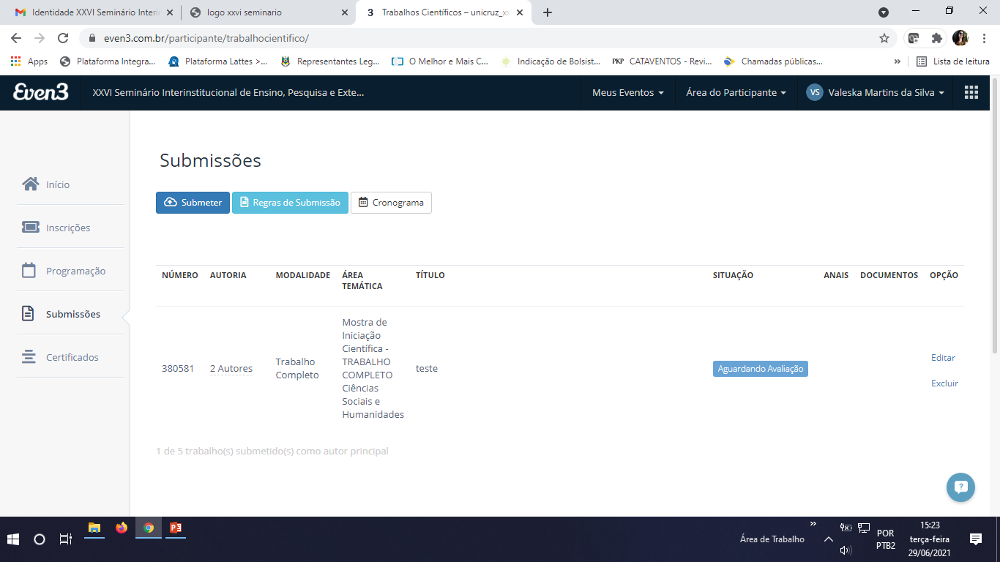 Identidade XXVI Seminário Interin
logo xxvi seminario
Trabalhos Científicos – unicruz_xx
even3.com.br/participante/trabalhocientifico/
Apps
Plataforma Integra...
Plataforma Lattes >...
Representantes Leg...
O Melhor e Mais C...
Indicação de Bolsist...
PKP CATAVENTOS - Revi...
Chamadas públicas...
»
Lista de leitura
Even3
XXVI Seminário Interinstitucional de Ensino, Pesquisa e Exte...
Meus Eventos
Área do Participante
VS Valeska Martins da Silva
Submissões
Início
Inscrições
Programação
Submissões
Certificados
Submeter
Regras de Submissão
Cronograma
NÚMERO AUTORIA MODALIDADE ÁREA TEMÁTICA TÍTULO SITUAÇÃO ANAIS DOCUMENTOS OPÇÃO
380581
2 Autores
Trabalho
Completo
Mostra de
Iniciação
Científica -
TRABALHO
COMPLETO
Ciências
Sociais e
Humanidades
teste
Aguardando Avaliação
Editar
Excluir
1 de 5 trabalho(s) submetido(s) como autor principal
Área de Trabalho
»
POR
PTB2
15:23
terça-feira
29/06/2021